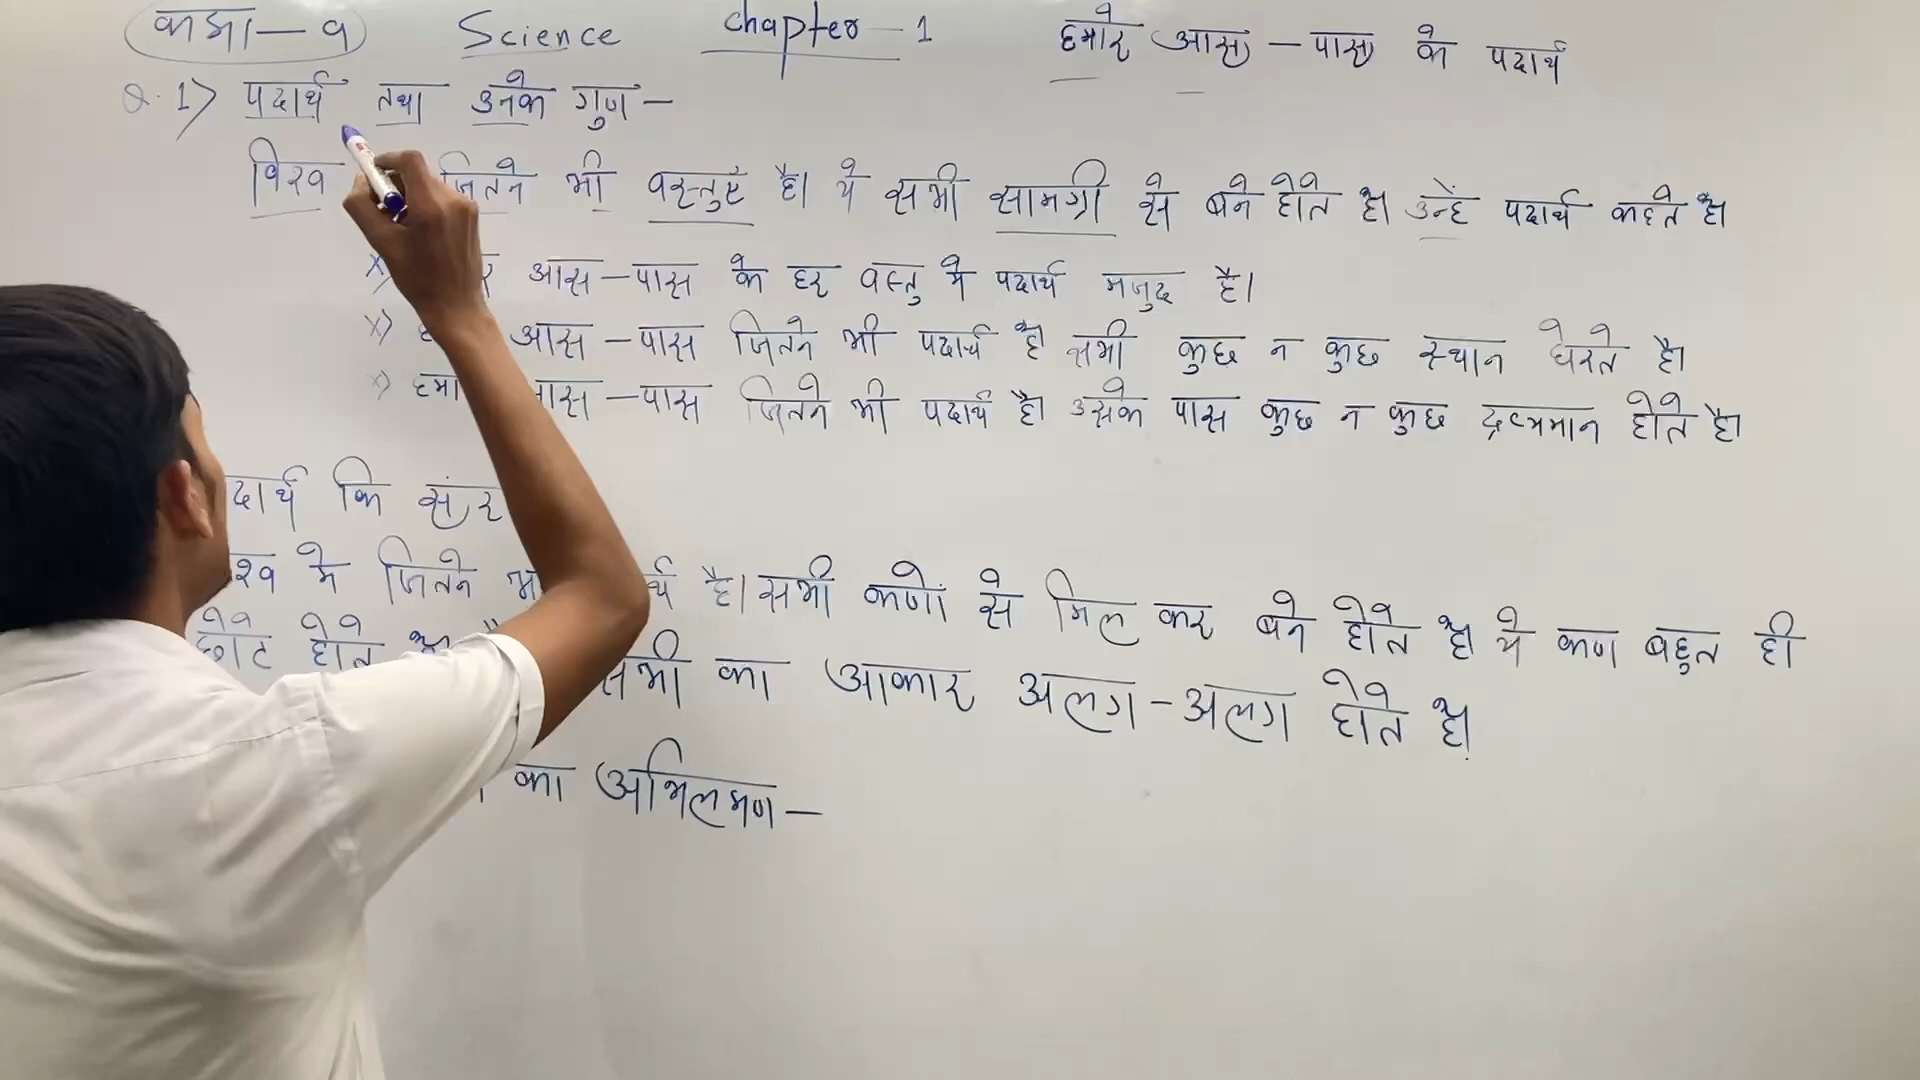 कक्षा - 9 Science Chapter - 1 हमारे आस - पास के पदार्थ
Q. 1> पदार्थ तथा उनके गुण -
विश्व जितने भी वस्तुएं है। ये सभी सामग्री से बने होते है। उन्हें पदार्थ कहते है
आस - पास के हर वस्तु मे पदार्थ मजुद है।
आस - पास जितने भी पदार्थ है सभी कुछ न कुछ स्थान घेरते है।
आस - पास जितने भी पदार्थ है। उसके पास कुछ न कुछ द्रव्यमान होते है।
कि
मे जितने है। सभी कणों से मिल कर बने होते है। ये कण बहुत ही
छोटे होते सभी का आकार अलग - अलग होते है।
का अभिलक्षण -